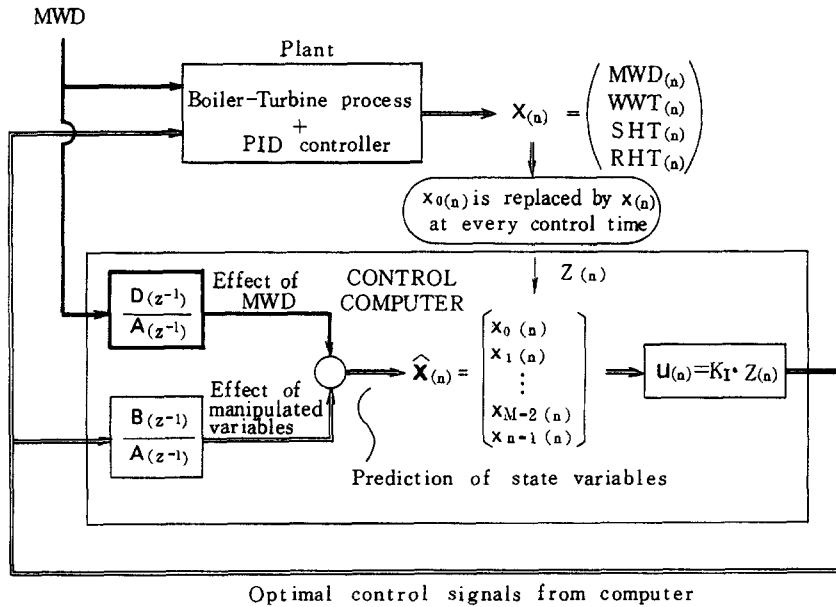 MWD
Plant
Boiler-Turbine process
+
PID controller
X(n) = MWD(n)
WWT(n)
SHT(n)
RHT(n)
x0(n) is replaced by x(n)
at every control time
Z(n)
D(z-1)
A(z-1)
Effect of
MWD
CONTROL
COMPUTER
B(z-1)
A(z-1)
Effect of
manipulated
variables
X̂(n) =
x0(n)
x1(n)
⋮
xM-2(n)
xn-1(n)
u(n)=KI· Z(n)
Prediction of state variables
Optimal control signals from computer